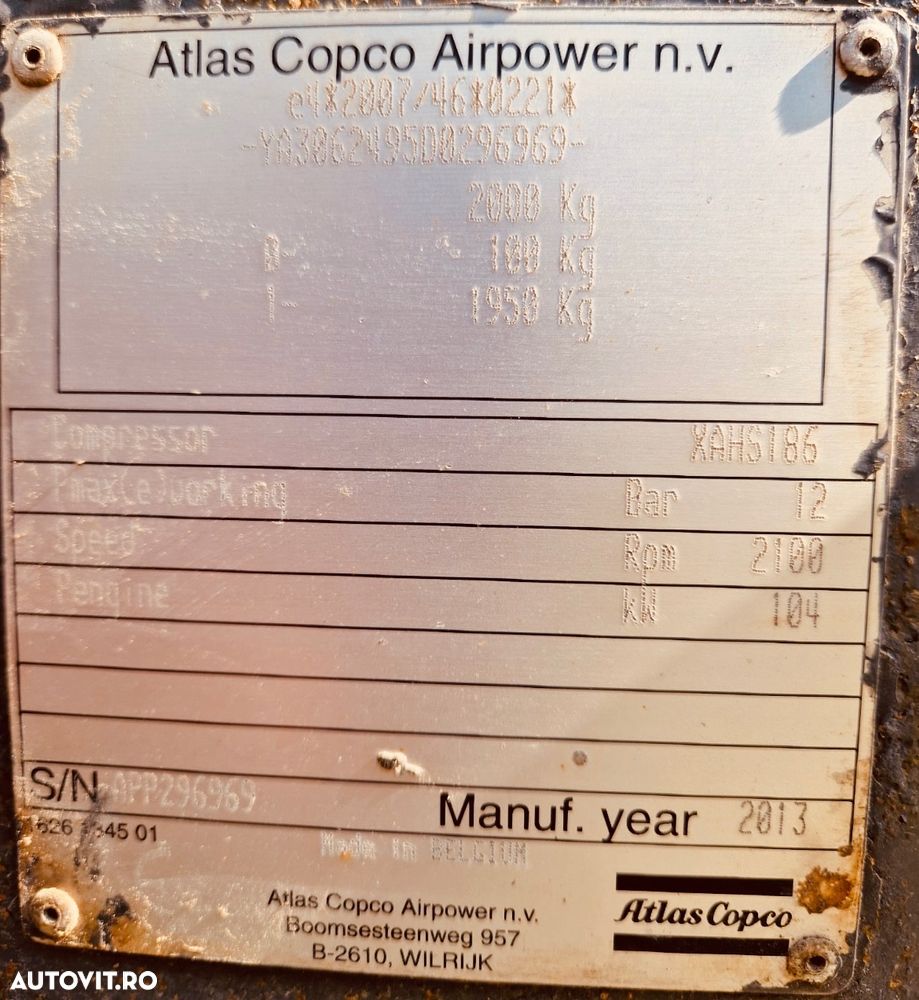 Atlas Copco Airpower n.v.
e4*2007/46*0221*
-YA3062495D0296969-
2000 Kg
0- 100 Kg
1- 1950 Kg
Compressor XAHS186
Pmax(e)working Bar 12
Speed Rpm 2100
Pengine kW 104
S/N APP296969 Manuf. year 2013
45 01
Made in BELGIUM
Atlas Copco Airpower n.v.
Boomsesteenweg 957
B-2610, WILRIJK
Atlas Copco
AUTOVIT.RO